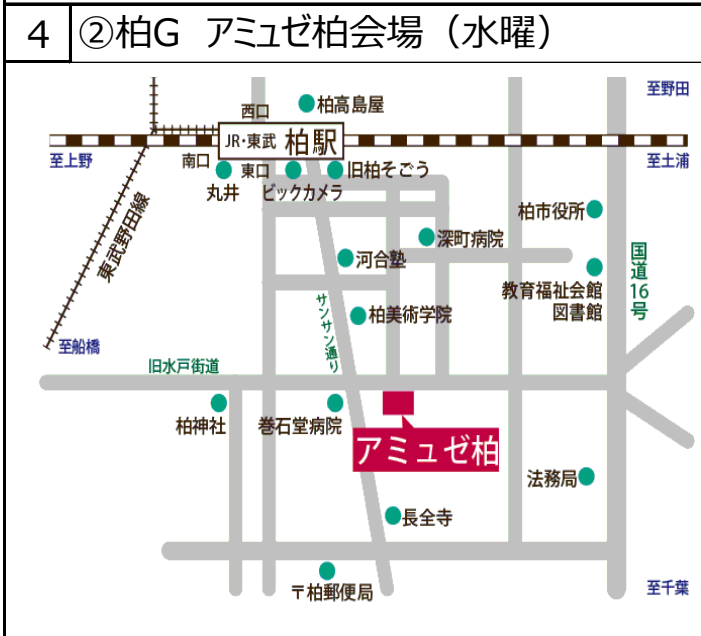 4
②柏G アミュゼ柏会場（水曜）
至野田
西口
柏高島屋
JR・東武 柏駅
至上野
南口
東口
旧柏そごう
至土浦
丸井
ビックカメラ
東武野田線
柏市役所
深町病院
河合塾
国道16号
教育福祉会館
図書館
サンサン通り
柏美術学院
至船橋
旧水戸街道
柏神社
巻石堂病院
アミュゼ柏
法務局
長全寺
〒柏郵便局
至千葉